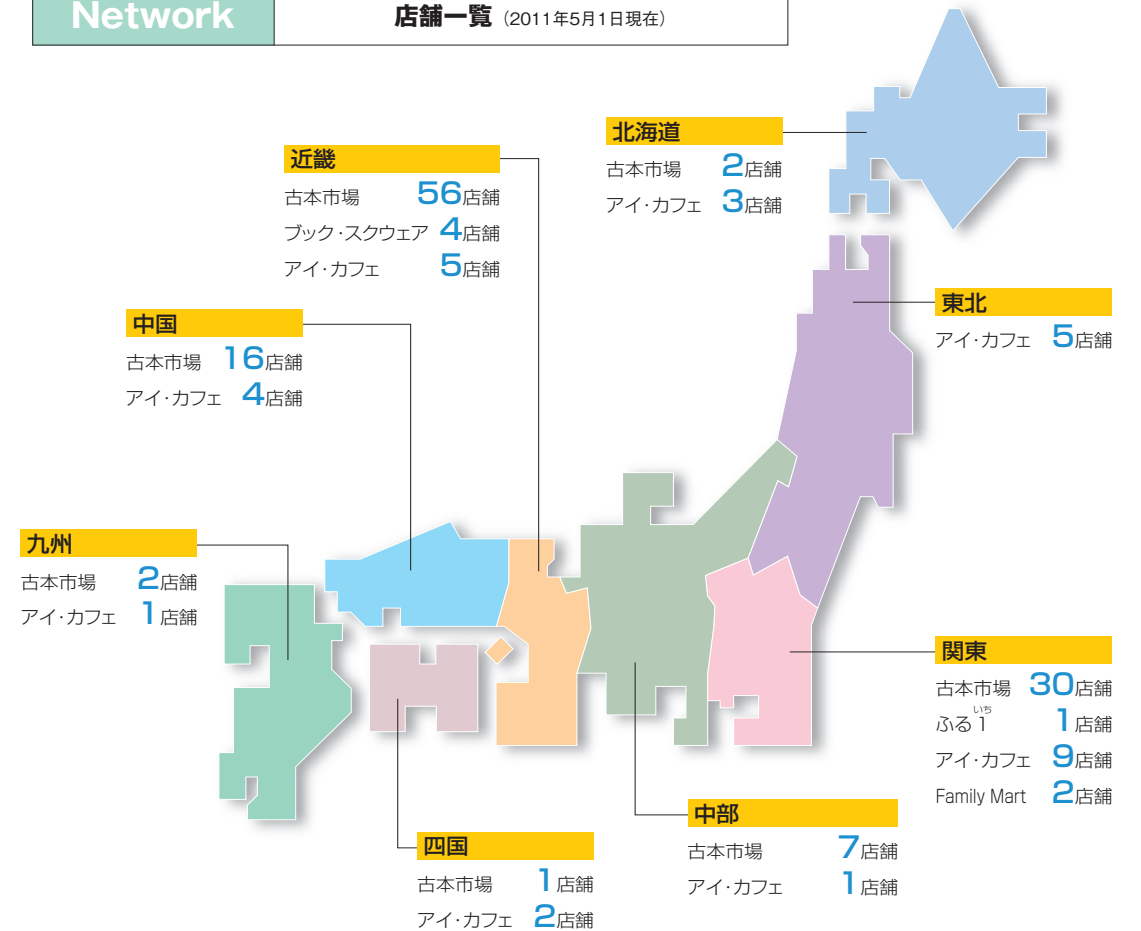 Network
店舗一覧（2011年5月1日現在）
北海道
古本市場 2店舗
アイ・カフェ 3店舗
近畿
古本市場 56店舗
ブック・スクウェア 4店舗
アイ・カフェ 5店舗
東北
アイ・カフェ 5店舗
中国
古本市場 16店舗
アイ・カフェ 4店舗
九州
古本市場 2店舗
アイ・カフェ 1店舗
関東
古本市場 30店舗
いち
ふる1 1店舗
アイ・カフェ 9店舗
Family Mart 2店舗
中部
古本市場 7店舗
アイ・カフェ 1店舗
四国
古本市場 1店舗
アイ・カフェ 2店舗